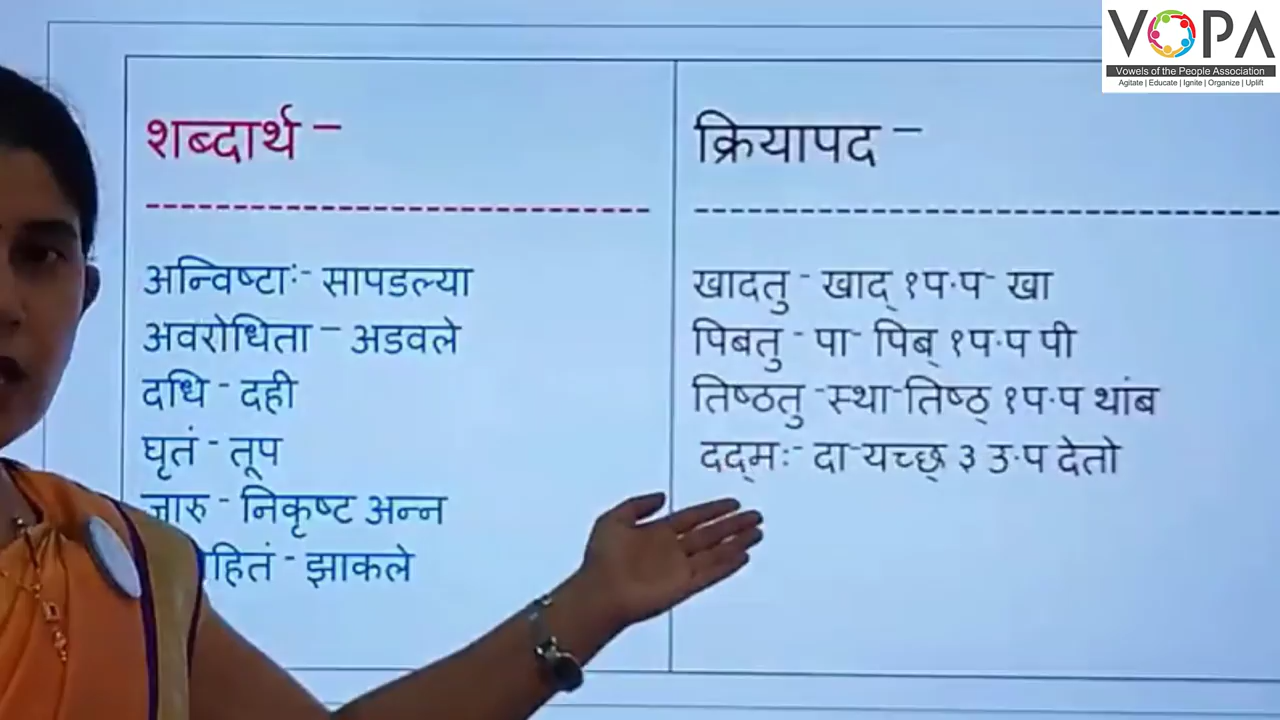 VOPA
Vowels of the People Association
Agitate | Educate | Ignite | Organize | Uplift
शब्दार्थ –
अन्विष्टाः- सापडल्या
अवरोधिता – अडवले
दधि - दही
घृतं - तूप
जारु - निकृष्ट अन्न
हितं - झाकले
क्रियापद –
खादतु - खाद् १प.प- खा
पिबतु - पा- पिब् १प.प पी
तिष्ठतु -स्था-तिष्ठ् १प.प थांब
दद्मः- दा-यच्छ् ३ उ.प देतो